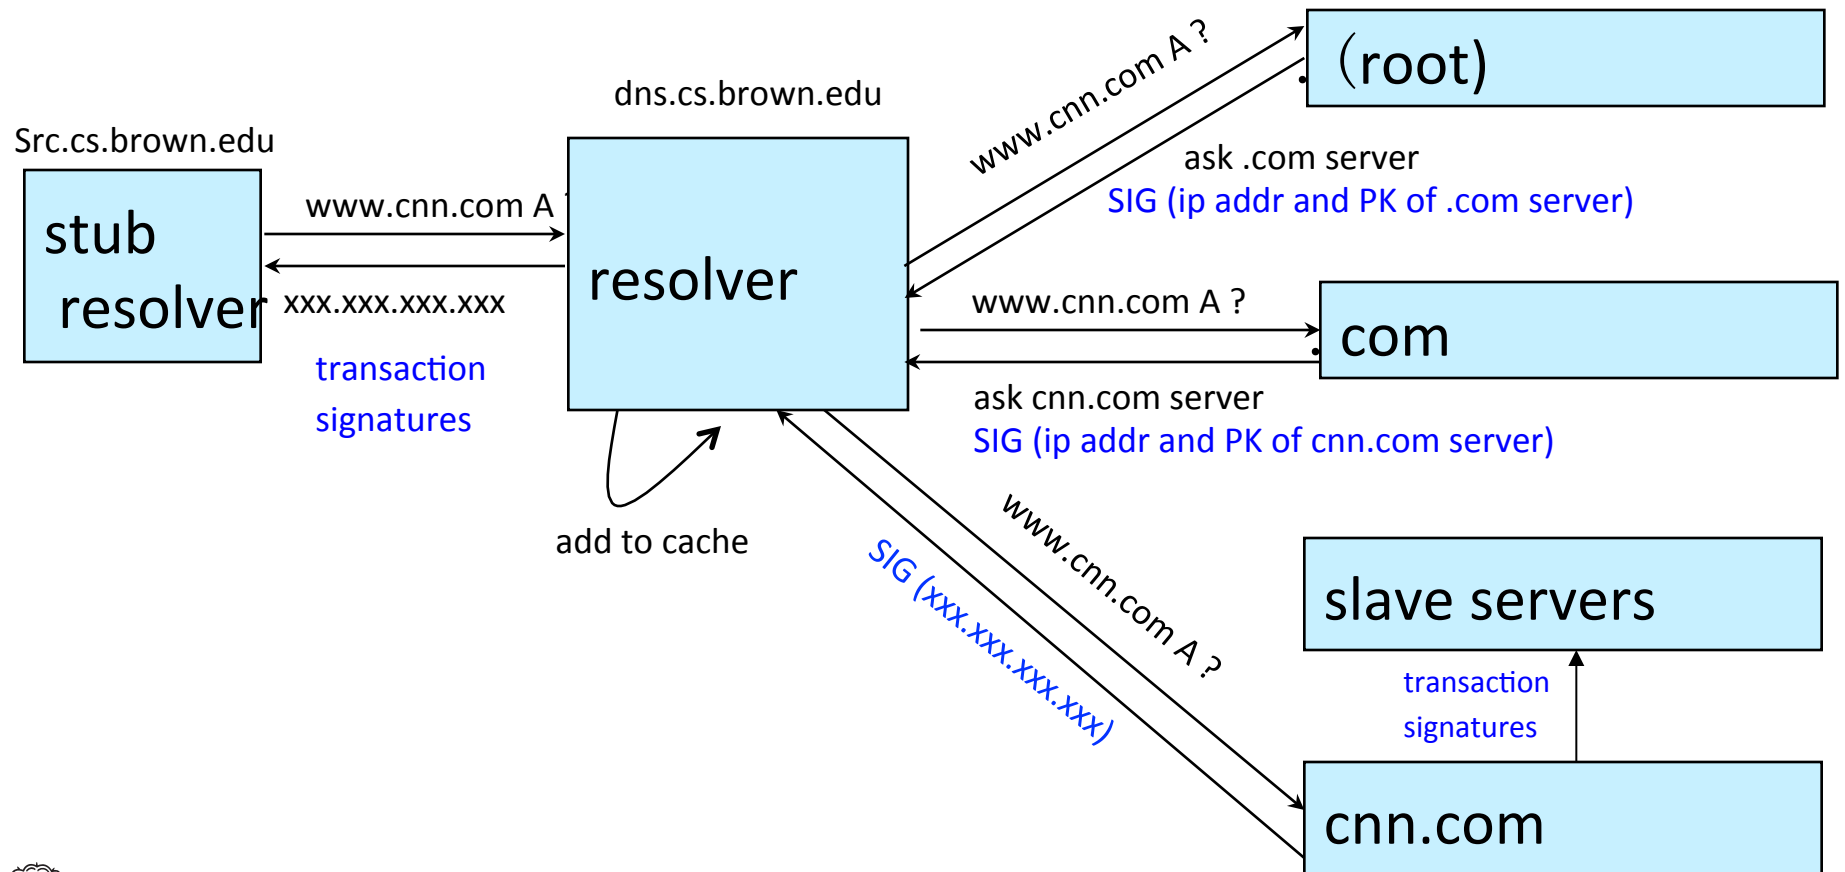 Src.cs.brown.edu
stub
resolver
www.cnn.com A ?
xxx.xxx.xxx.xxx
transaction
signatures
dns.cs.brown.edu
resolver
add to cache
www.cnn.com A ?
. (root)
ask .com server
SIG (ip addr and PK of .com server)
www.cnn.com A ?
. com
ask cnn.com server
SIG (ip addr and PK of cnn.com server)
www.cnn.com A ?
SIG (xxx.xxx.xxx.xxx)
slave servers
transaction
signatures
cnn.com